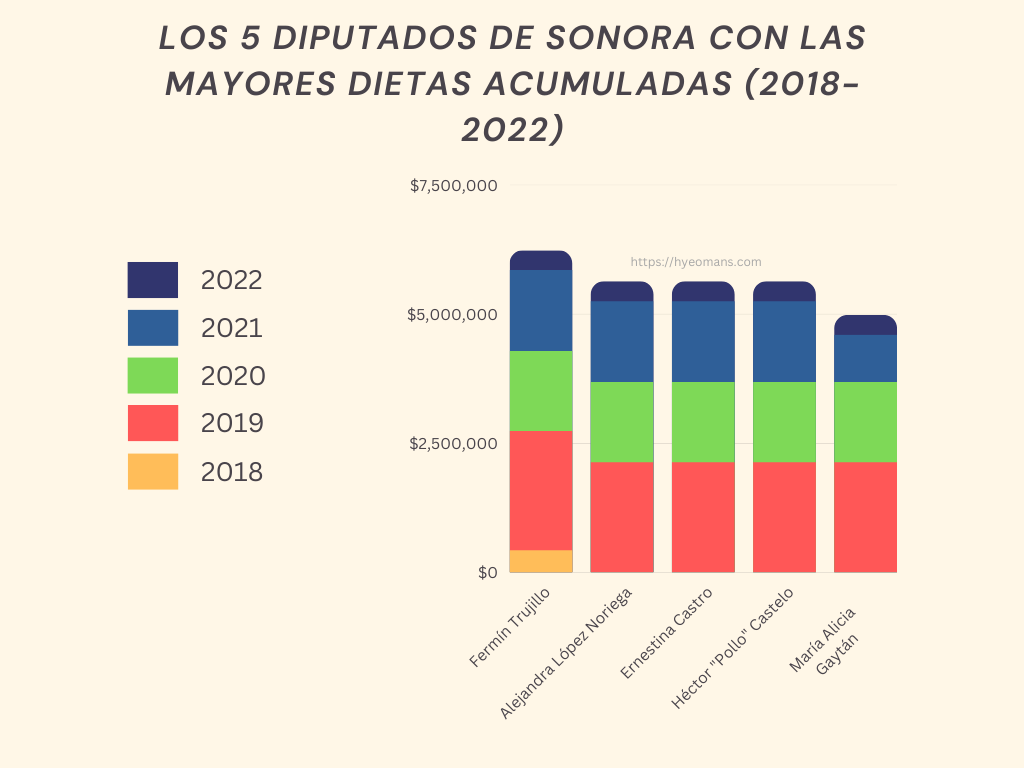 LOS 5 DIPUTADOS DE SONORA CON LAS
MAYORES DIETAS ACUMULADAS (2018-
2022)
2022
2021
2020
2019
2018
$7,500,000
$5,000,000
$2,500,000
$0
https://hyeomans.com
Fermín Trujillo
Alejandra López Noriega
Ernestina Castro
Héctor "Pollo" Castelo
María Alicia
Gaytán